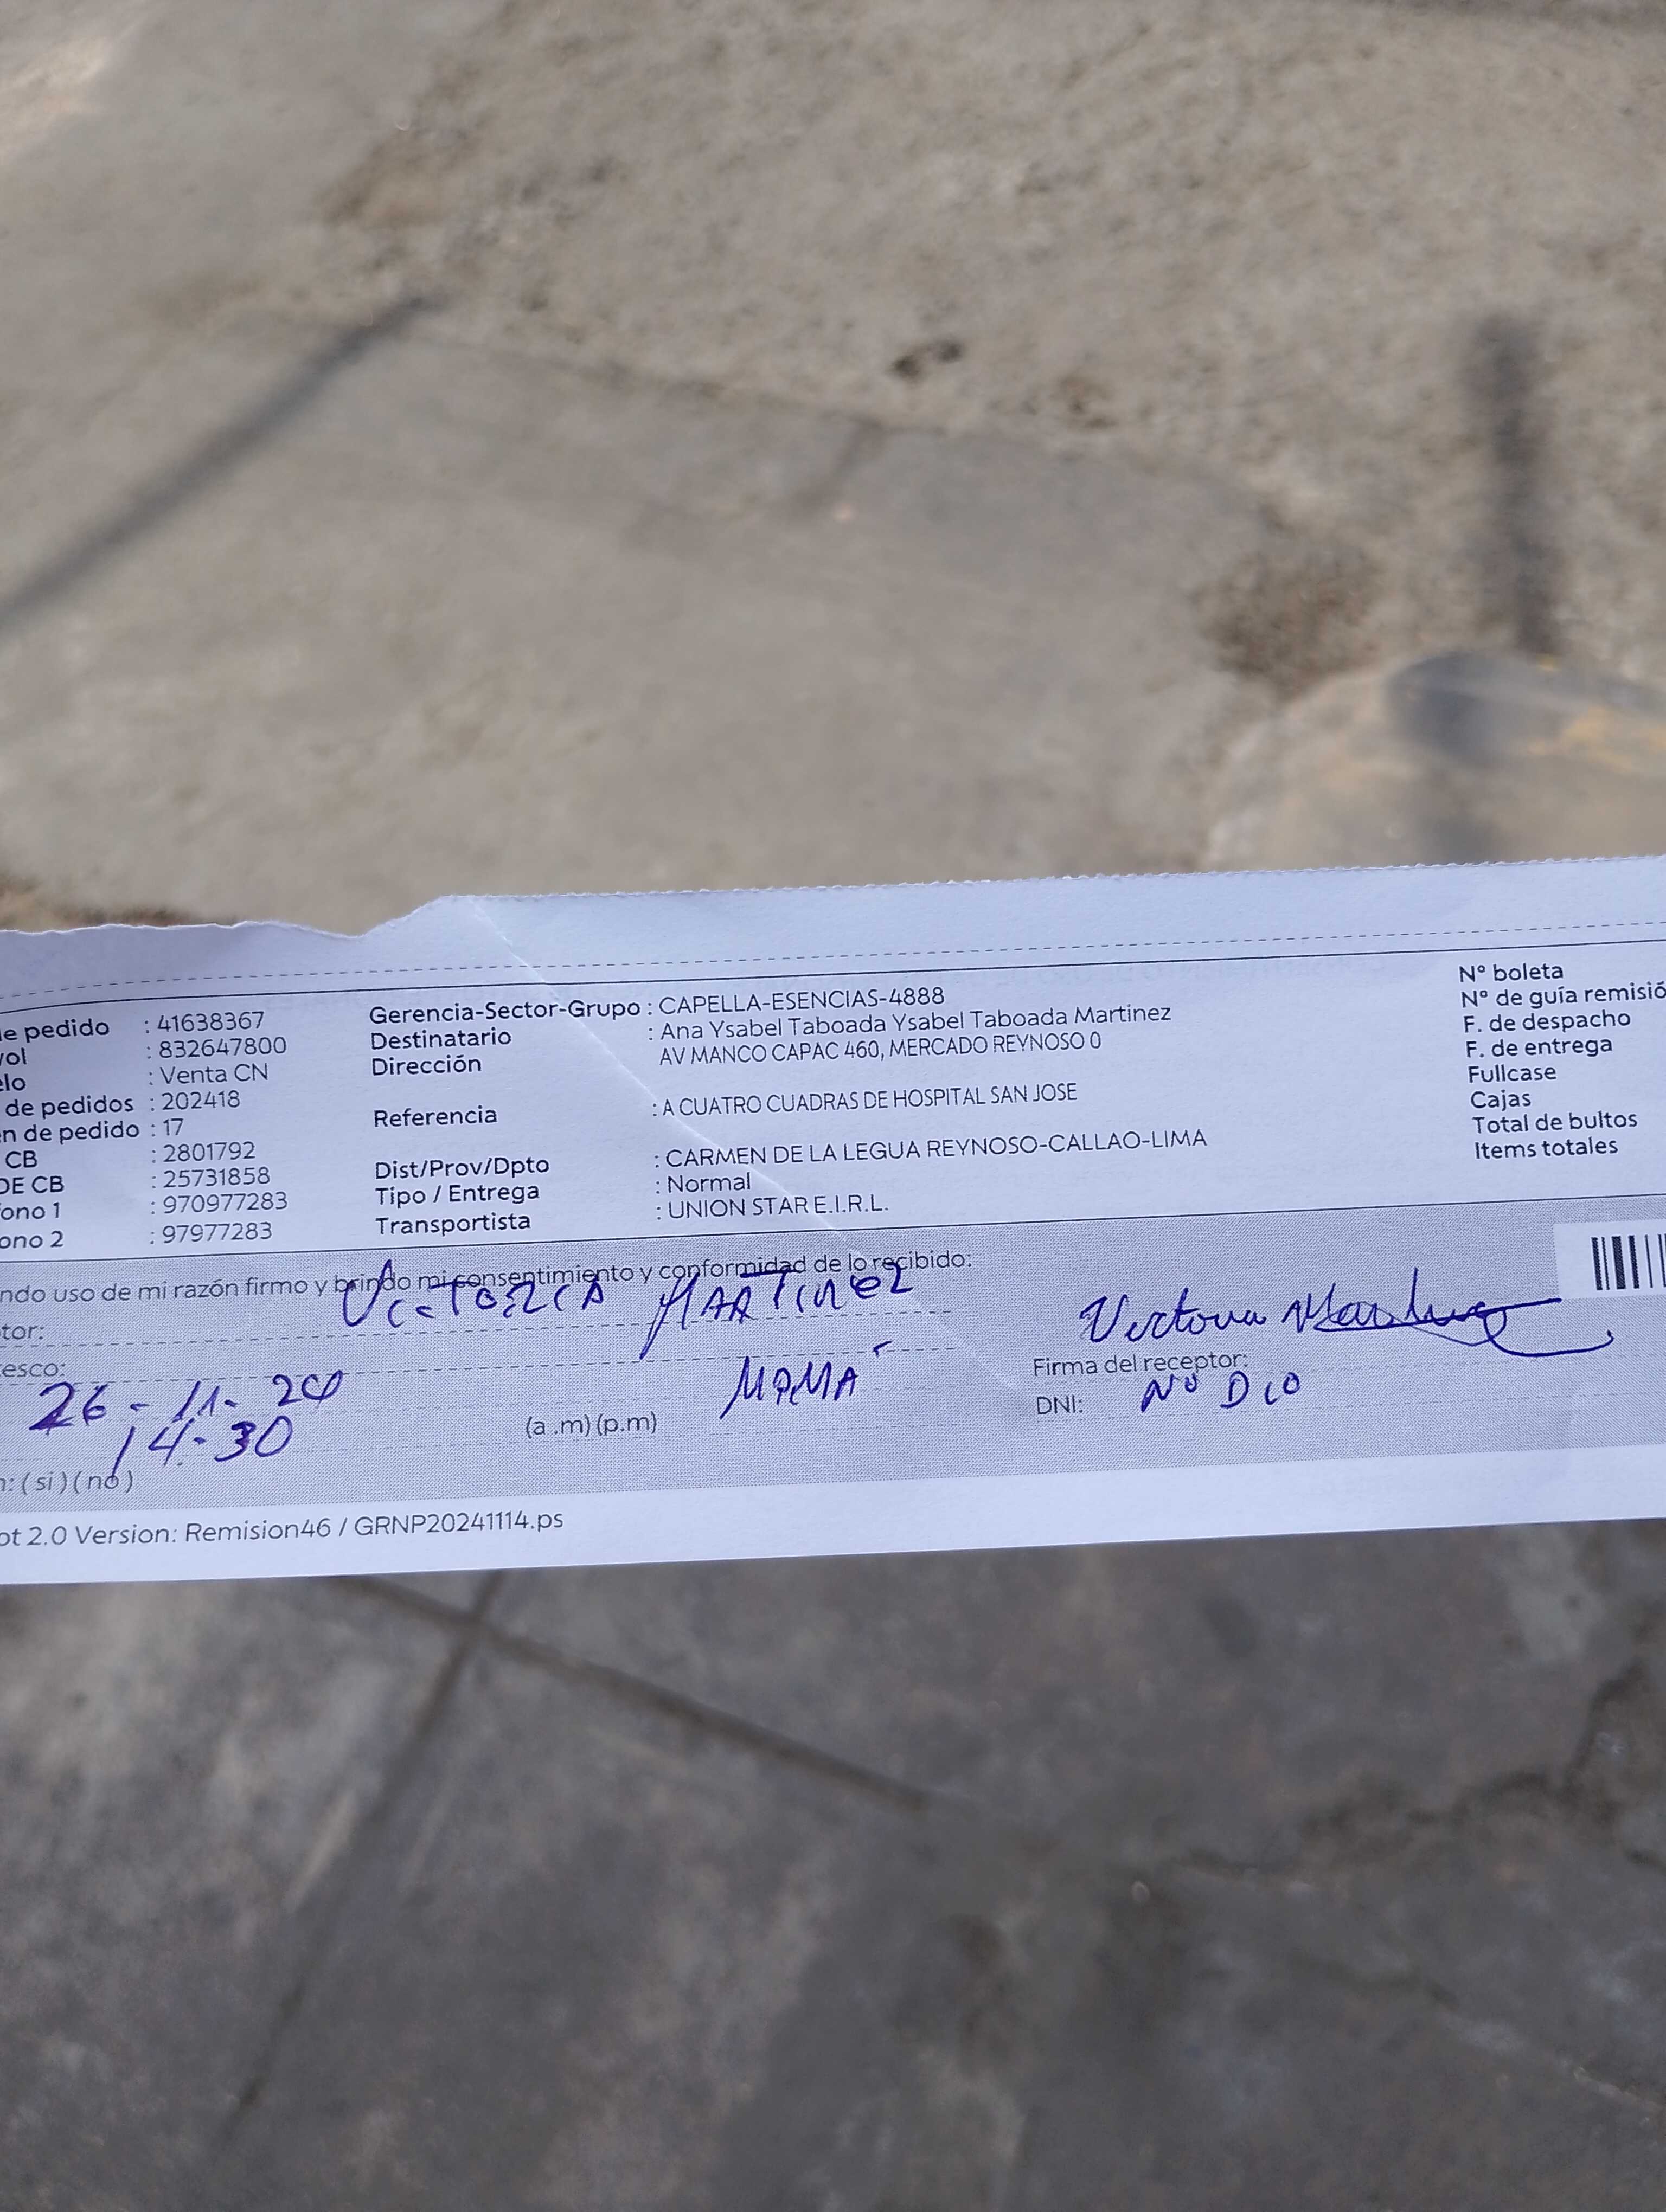 de pedido : 41638367
vol : 832647800
elo : Venta CN
de pedidos : 202418
n de pedido : 17
CB : 2801792
DE CB : 25731858
ono 1 : 970977283
ono 2 : 97977283
Gerencia-Sector-Grupo : CAPELLA-ESENCIAS-4888
Destinatario : Ana Ysabel Taboada Ysabel Taboada Martinez
Dirección AV MANCO CAPAC 460, MERCADO REYNOSO 0
Referencia : A CUATRO CUADRAS DE HOSPITAL SAN JOSE
Dist/Prov/Dpto : CARMEN DE LA LEGUA REYNOSO-CALLAO-LIMA
Tipo / Entrega : Normal
Transportista : UNION STAR E.I.R.L.
Nº boleta
Nº de guía remisió
F. de despacho
F. de entrega
Fullcase
Cajas
Total de bultos
Items totales
ndo uso de mi razón firmo y brindo mi consentimiento y conformidad de lo recibido:
tor: VicToRiA MARTinez
esco: MAMÁ
26-11-24
14-30 (a .m) (p.m)
n: ( si ) ( no )
Victoria Martinez
Firma del receptor:
DNI: NO DIO
ot 2.0 Version: Remision46 / GRNP20241114.ps